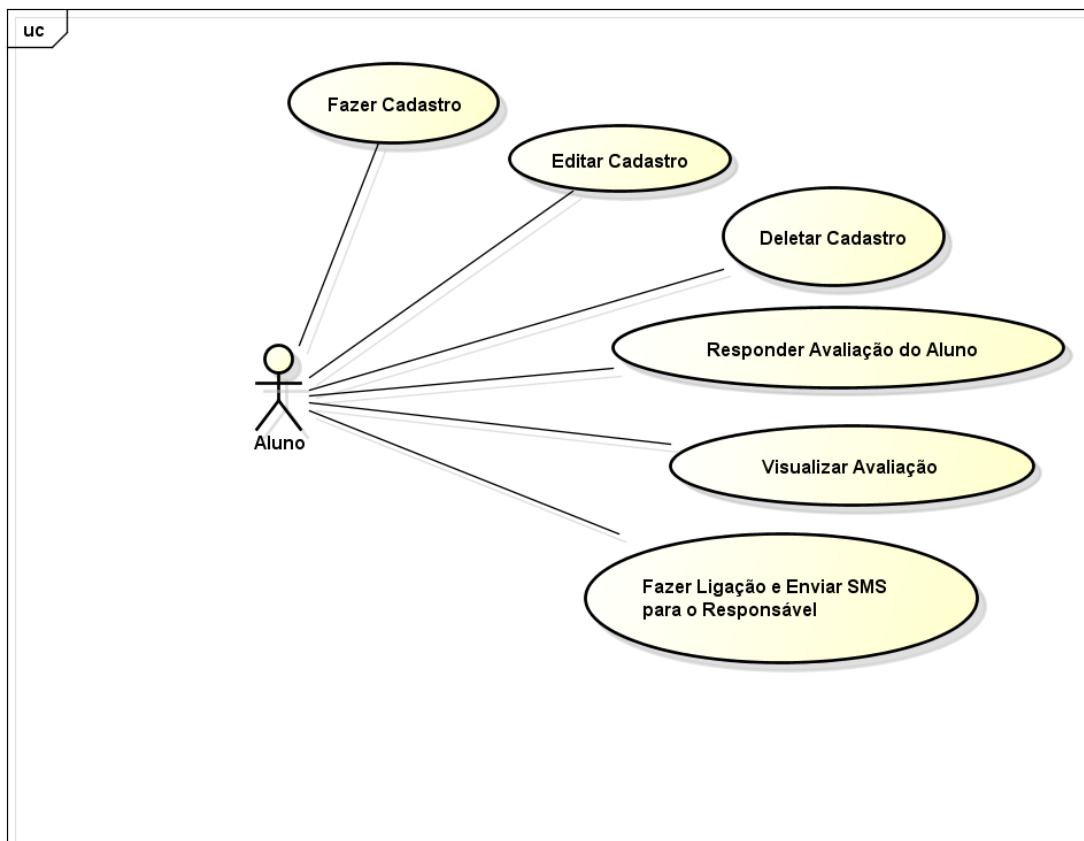 uc
Fazer Cadastro
Editar Cadastro
Deletar Cadastro
Responder Avaliação do Aluno
Aluno
Visualizar Avaliação
Fazer Ligação e Enviar SMS
para o Responsável